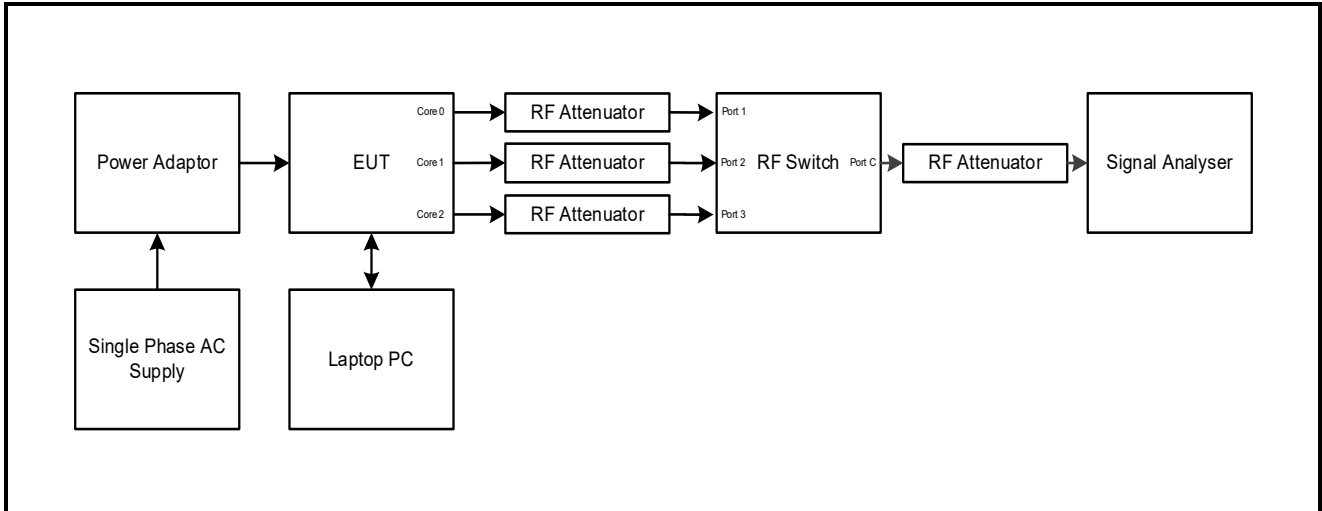 Power Adaptor
EUT
Core 0
Core 1
Core 2
RF Attenuator
RF Attenuator
RF Attenuator
Port 1
Port 2
Port 3
RF Switch
Port C
RF Attenuator
Signal Analyser
Single Phase AC
Supply
Laptop PC